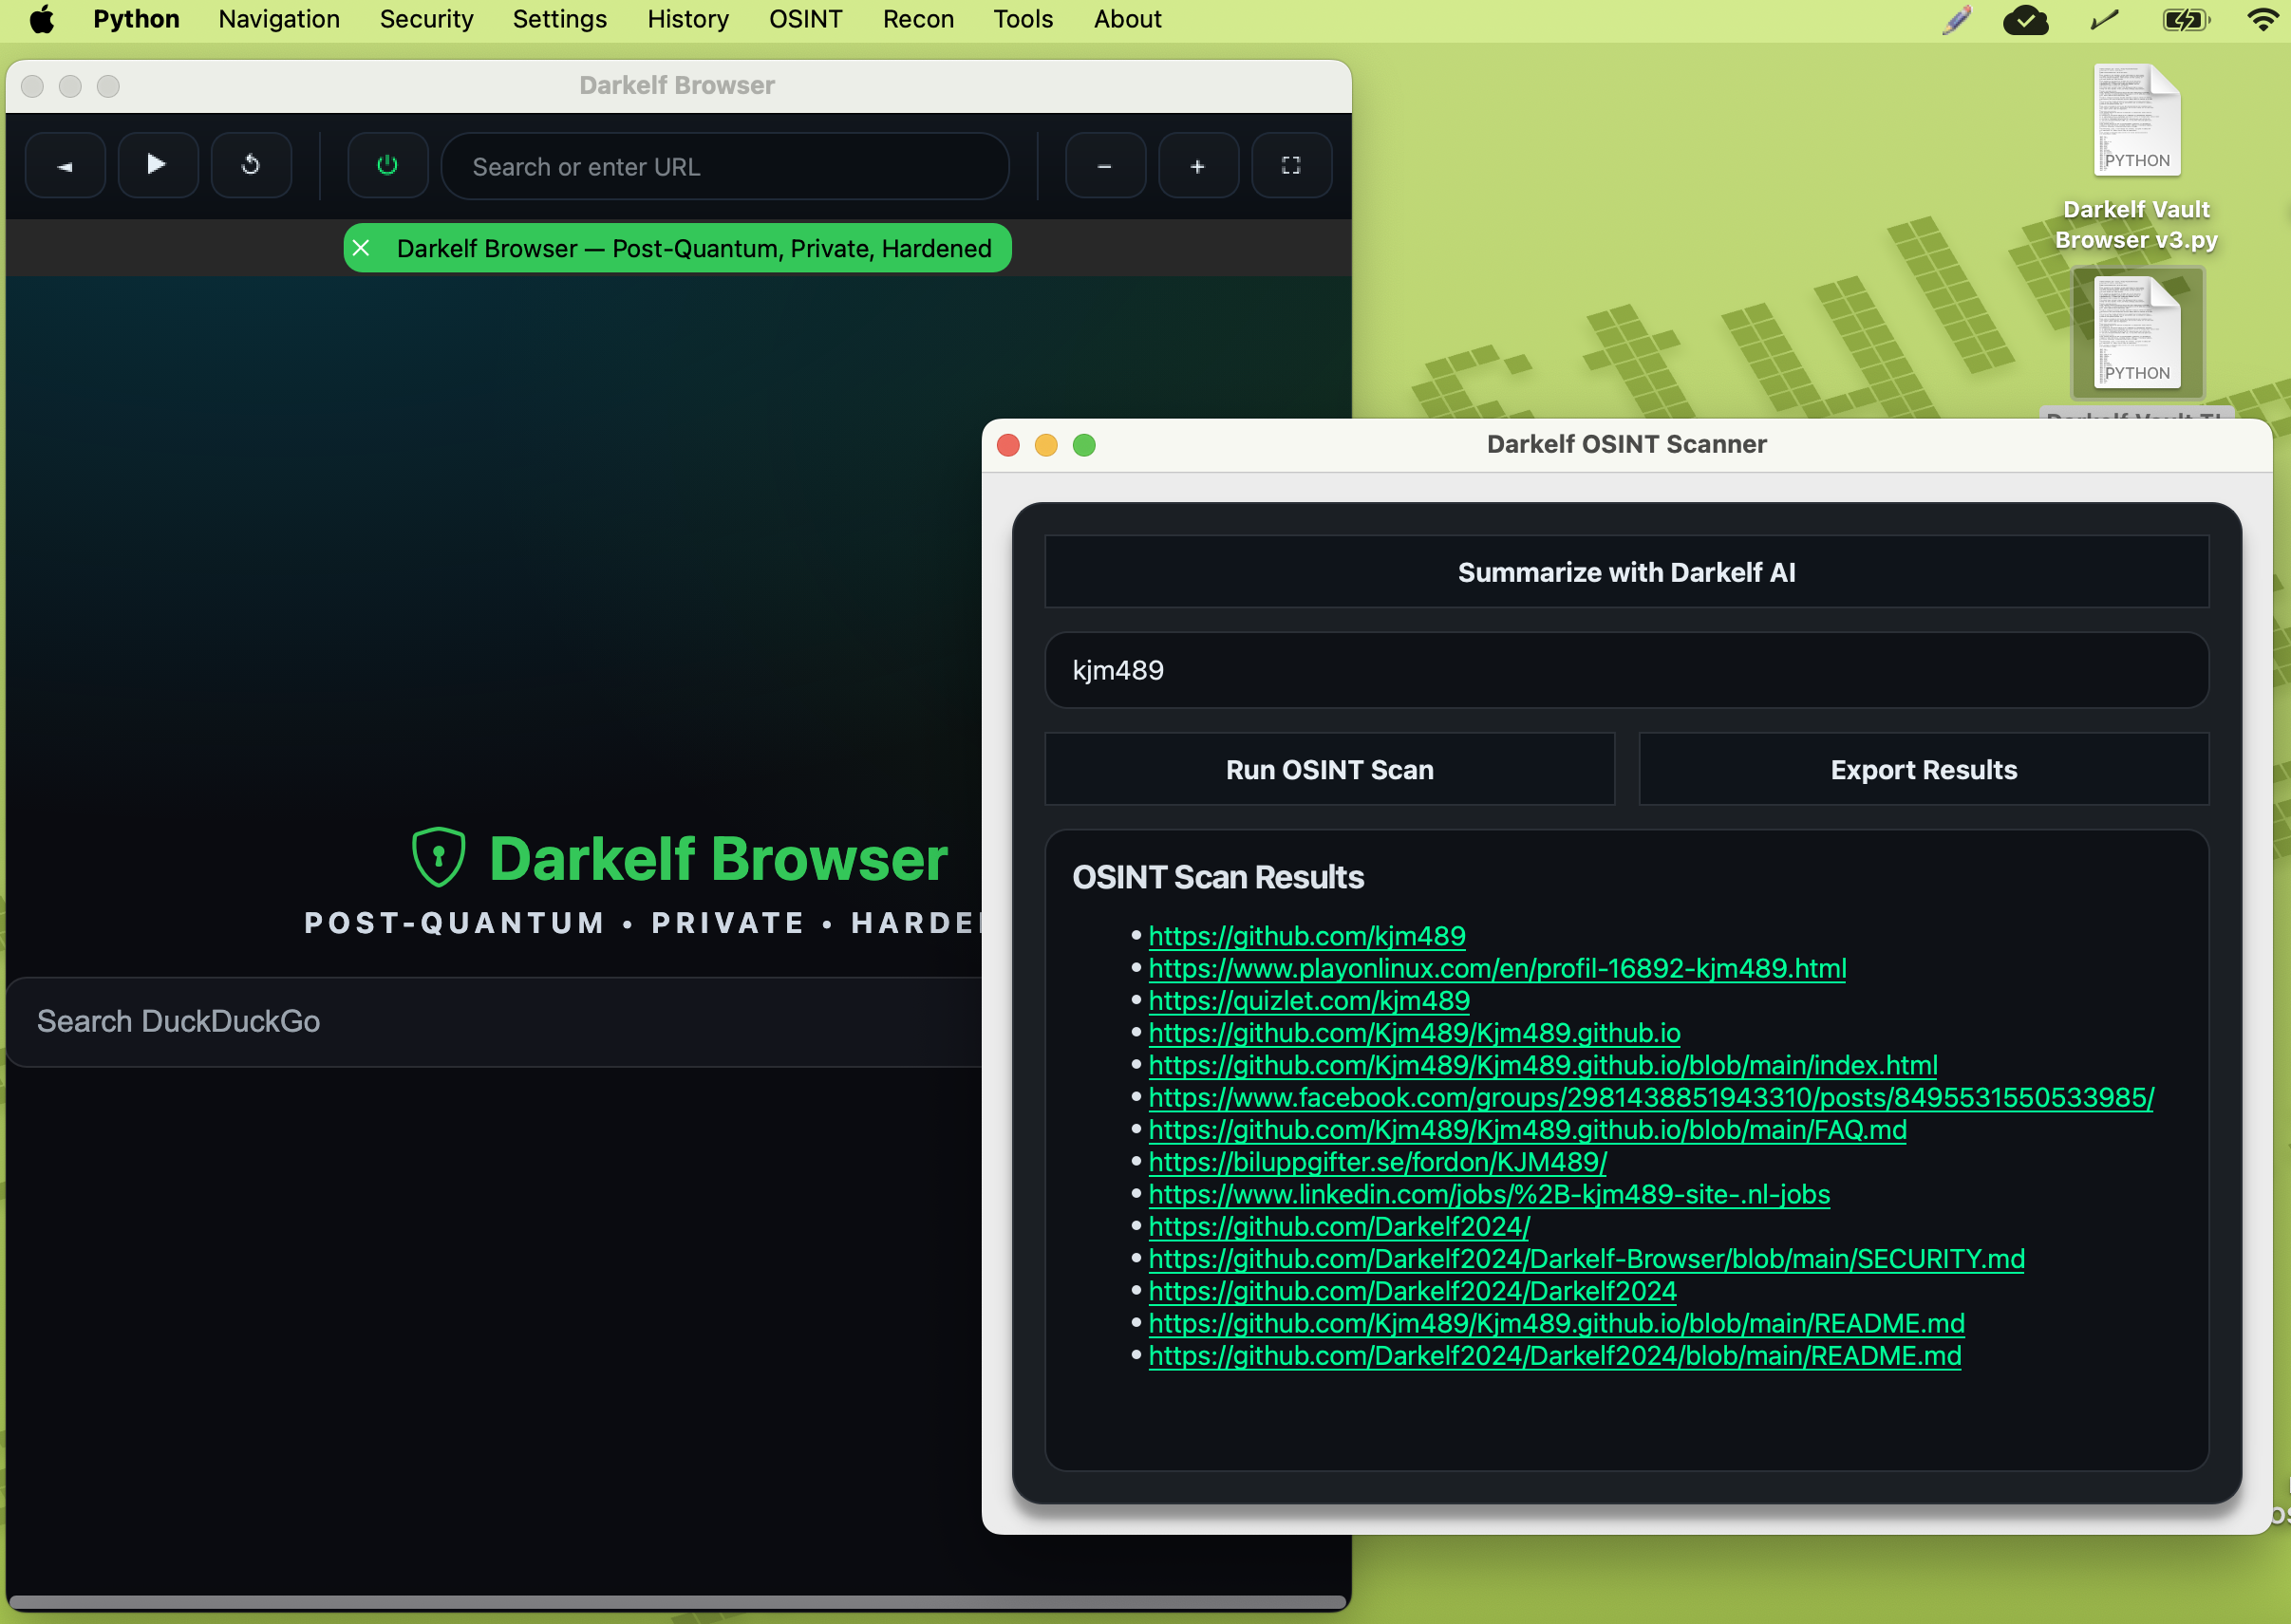 Python Navigation Security Settings History OSINT Recon Tools About
Darkelf Browser
Search or enter URL
Darkelf Browser — Post-Quantum, Private, Hardened
Darkelf Browser
POST-QUANTUM • PRIVATE •
Search DuckDuckGo
PYTHON
Darkelf Vault
Browser v3.py
PYTHON
Darkelf OSINT Scanner
Summarize with Darkelf AI
kjm489
Run OSINT Scan
Export Results
OSINT Scan Results
• https://github.com/kjm489
• https://www.playonlinux.com/en/profil-16892-kjm489.html
• https://quizlet.com/kjm489
• https://github.com/Kjm489/Kjm489.github.io
• https://github.com/Kjm489/Kjm489.github.io/blob/main/index.html
• https://www.facebook.com/groups/2981438851943310/posts/8495531550533985/
• https://github.com/Kjm489/Kjm489.github.io/blob/main/FAQ.md
• https://biluppgifter.se/fordon/KJM489/
• https://www.linkedin.com/jobs/%2B-kjm489-site-.nl-jobs
• https://github.com/Darkelf2024/
• https://github.com/Darkelf2024/Darkelf-Browser/blob/main/SECURITY.md
• https://github.com/Darkelf2024/Darkelf2024
• https://github.com/Kjm489/Kjm489.github.io/blob/main/README.md
• https://github.com/Darkelf2024/Darkelf2024/blob/main/README.md